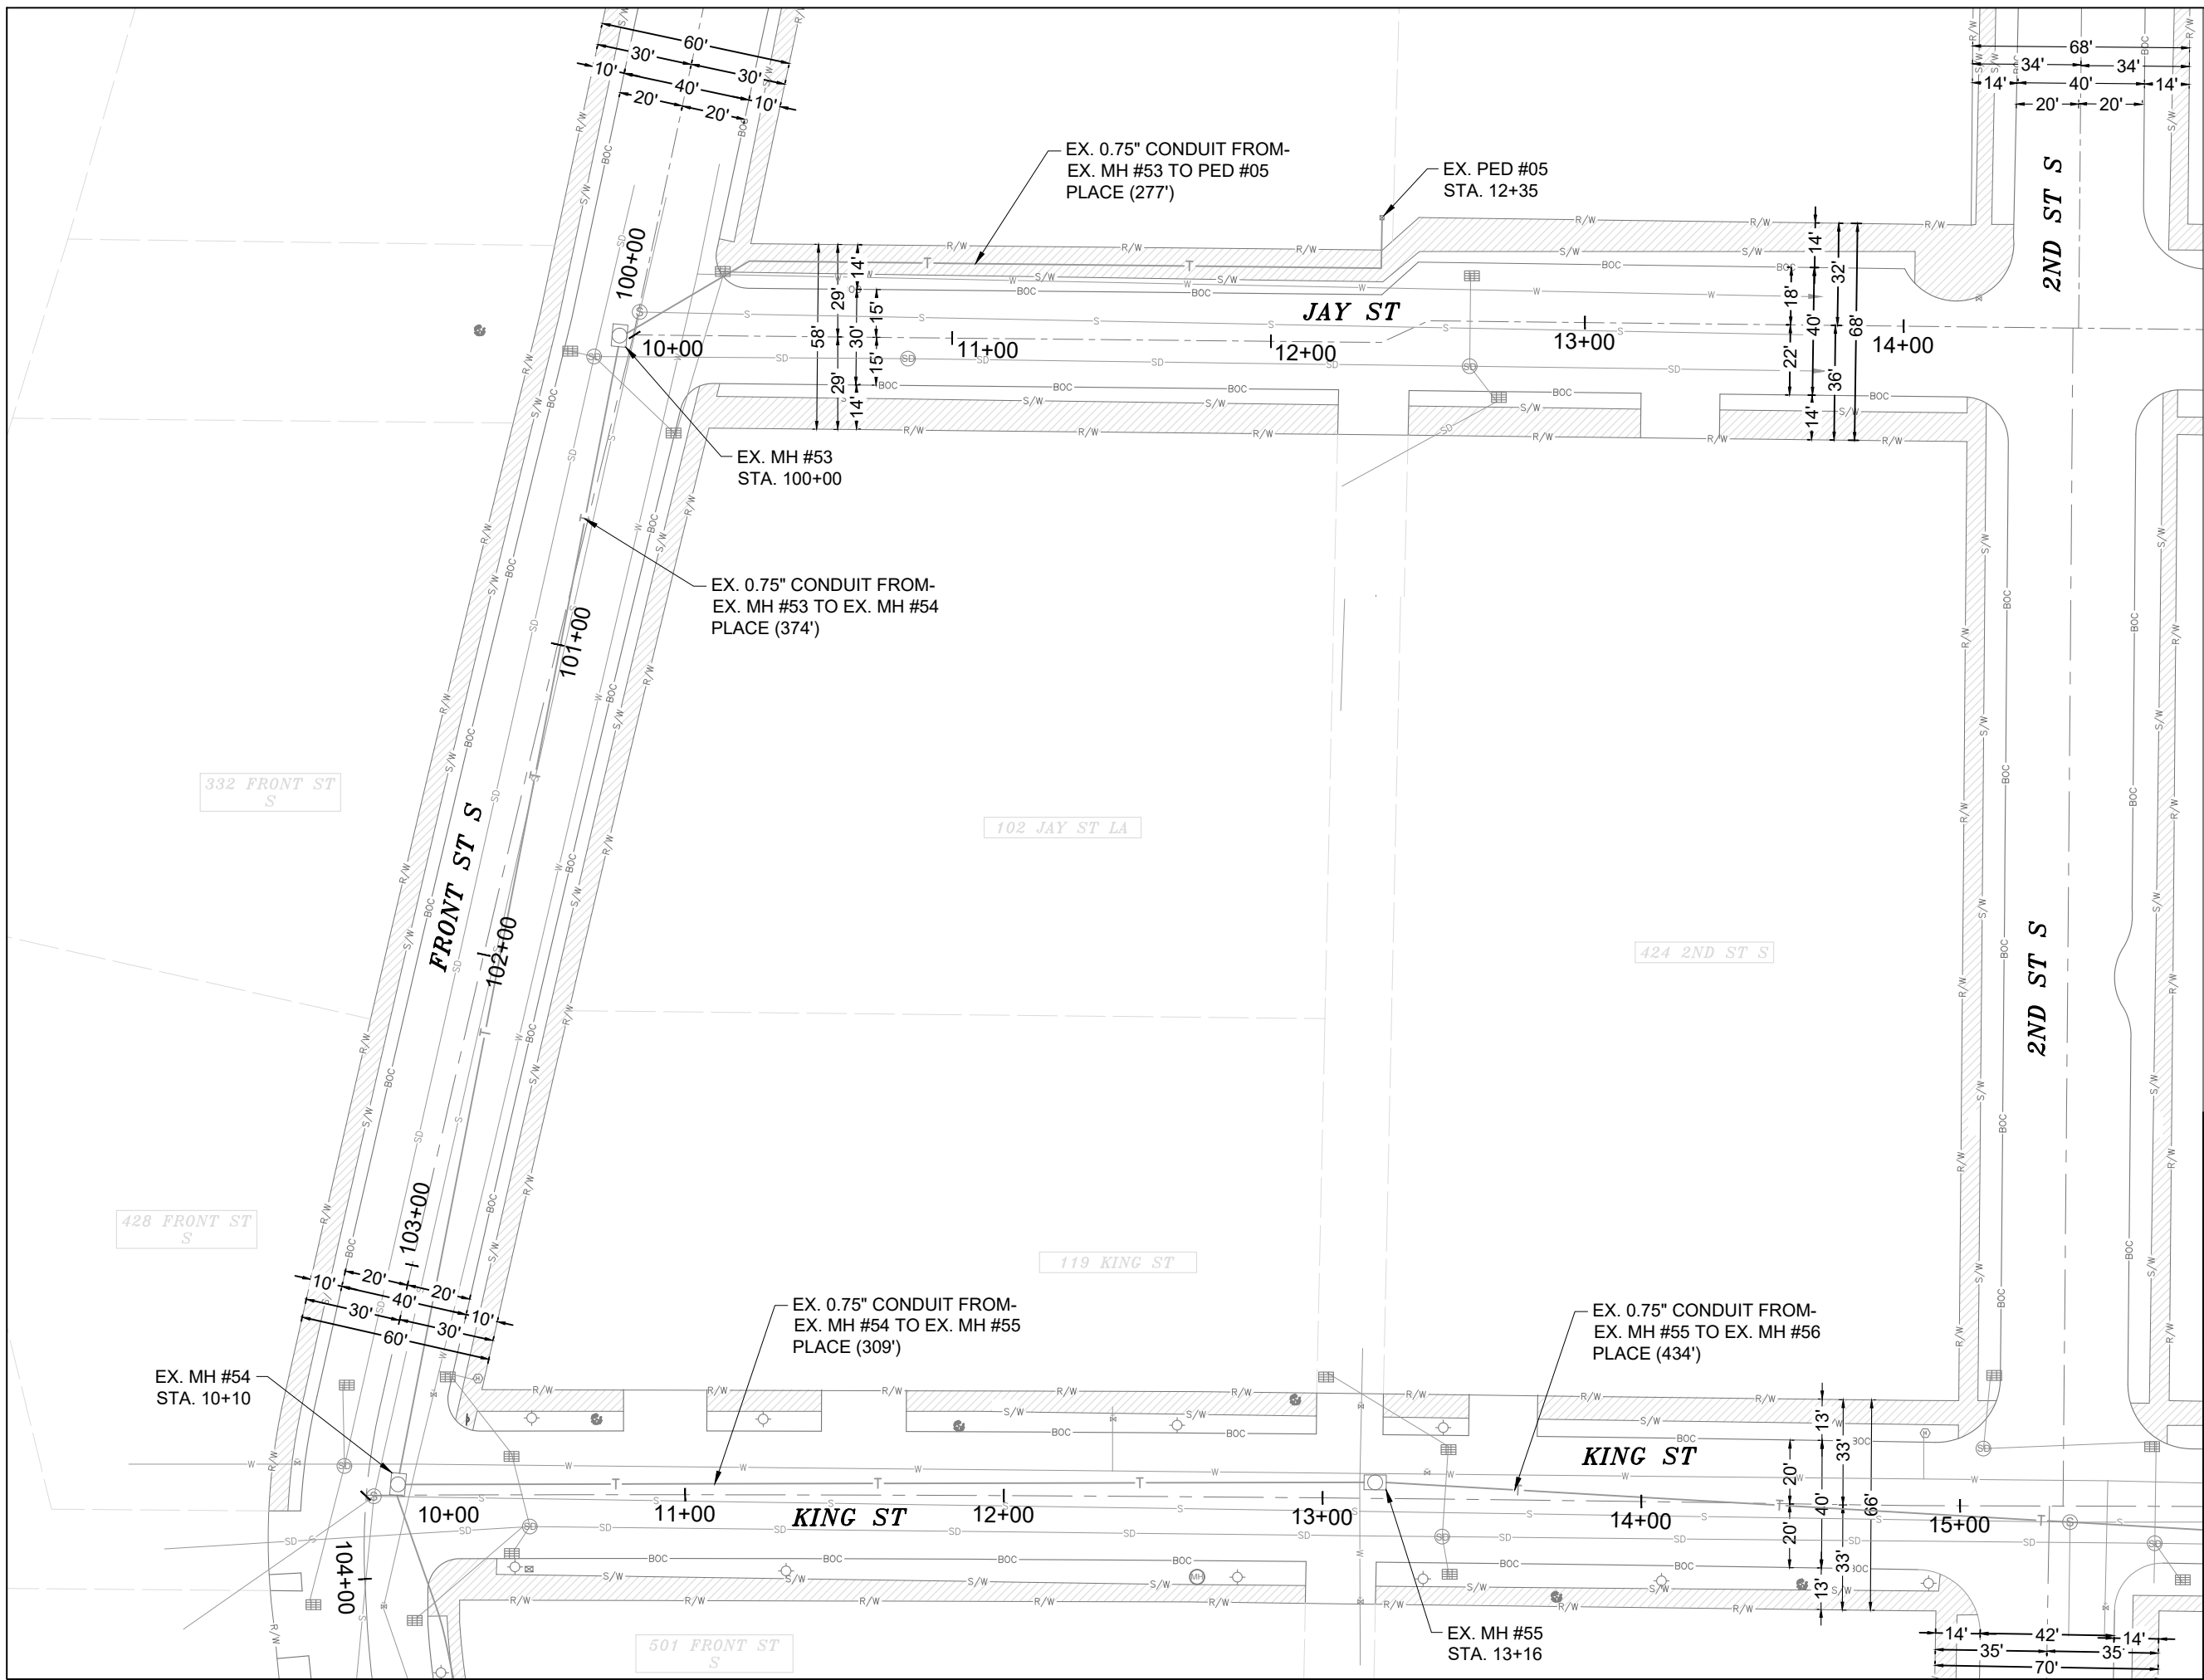 60'
30'
30'
10'
40'
10'
20'
20'
68'
34'
34'
14'
40'
14'
20'
20'
EX. 0.75" CONDUIT FROM-
EX. MH #53 TO PED #05
PLACE (277')
EX. PED #05
STA. 12+35
2ND ST S
100+00
JAY ST
10+00
11+00
12+00
13+00
14+00
58'
29'
29'
14'
30'
14'
15'
15'
14'
32'
18'
40'
68'
22'
36'
14'
EX. MH #53
STA. 100+00
EX. 0.75" CONDUIT FROM-
EX. MH #53 TO EX. MH #54
PLACE (374')
101+00
332 FRONT ST
S
FRONT ST S
102 JAY ST LA
102+00
424 2ND ST S
2ND ST S
428 FRONT ST
S
103+00
119 KING ST
10'
20'
20'
40'
10'
30'
30'
60'
EX. 0.75" CONDUIT FROM-
EX. MH #54 TO EX. MH #55
PLACE (309')
EX. 0.75" CONDUIT FROM-
EX. MH #55 TO EX. MH #56
PLACE (434')
EX. MH #54
STA. 10+10
KING ST
10+00
11+00
KING ST
12+00
13+00
14+00
15+00
13'
33'
20'
40'
66'
20'
33'
13'
104+00
501 FRONT ST
S
EX. MH #55
STA. 13+16
14'
42'
14'
35'
35'
70'
R/W
S/W
BOC
SD
S
W
T
MH